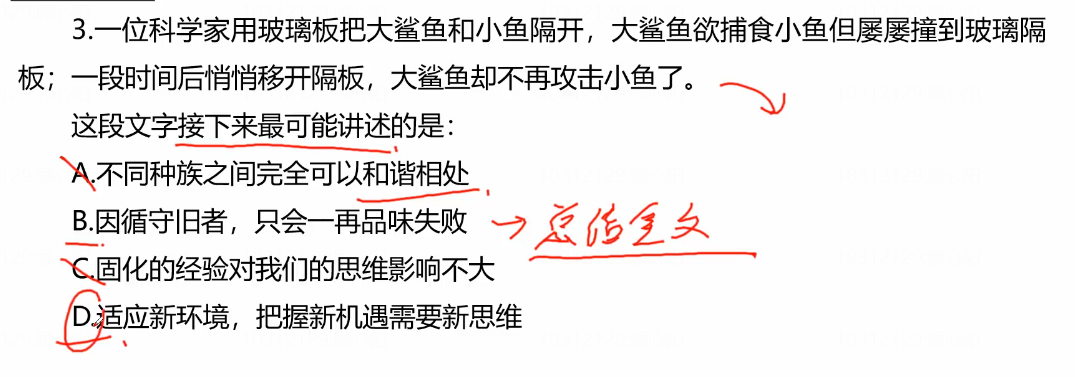 3.一位科学家用玻璃板把大鲨鱼和小鱼隔开，大鲨鱼欲捕食小鱼但屡屡撞到玻璃隔
板；一段时间后悄悄移开隔板，大鲨鱼却不再攻击小鱼了。
这段文字接下来最可能讲述的是：
A.不同种族之间完全可以和谐相处
B.因循守旧者，只会一再品味失败 → 总结全文
C.固化的经验对我们的思维影响不大
D.适应新环境，把握新机遇需要新思维